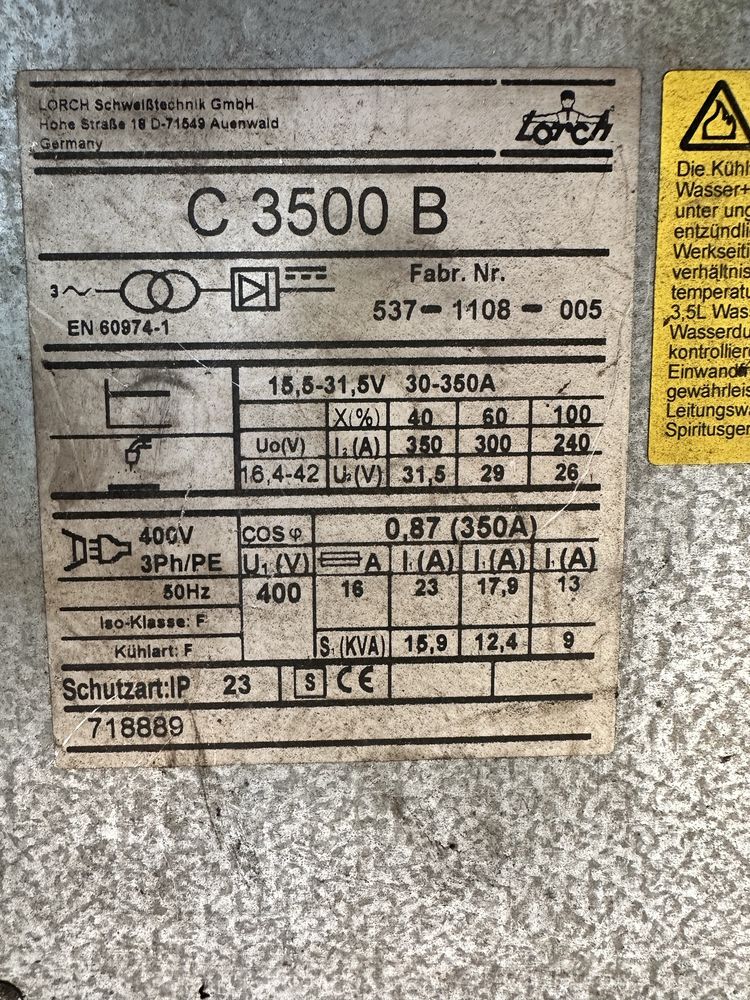 LORCH Schweißtechnik GmbH
Hohe Straße 18 D-71549 Auenwald
Germany
Lorch
C 3500 B
3~
EN 60974-1
Fabr. Nr.
537-1108-005
15,5-31,5V 30-350A
X(%) 40 60 100
Uo(V) I₂(A) 350 300 240
16,4-42 U₂(V) 31,5 29 26
400V
3Ph/PE
50Hz
Iso-Klasse: F
Kühlart: F
COS φ 0,87 (350A)
U₁(V) A I₁(A) I₁(A) I₁(A)
400 16 23 17,9 13
S₁(KVA) 15,9 12,4 9
Schutzart:IP 23 S CE
718889
Die Kühl
Wasser+
unter ung
entzündli
Werkseiti
verhältnis
temperatu
3,5L Was
Wasserdu
kontrollier
Einwandfr
gewährleis
Leitungswa
Spiritusger